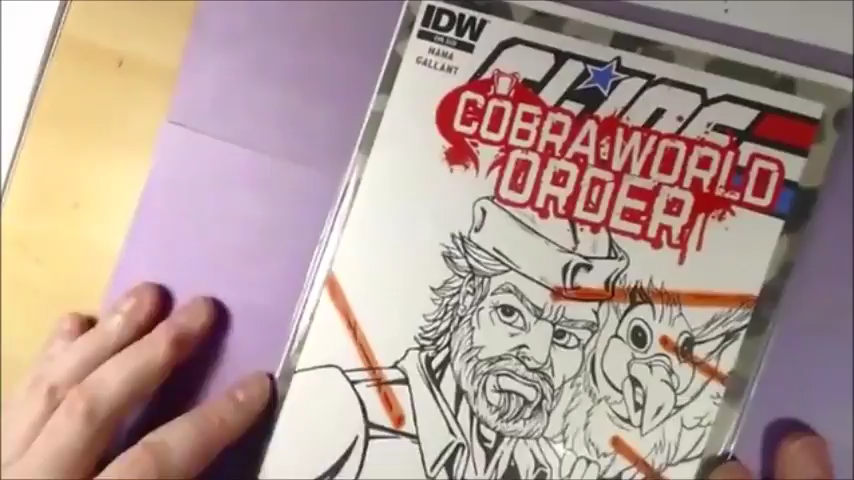 IDW
HAMA
GALLANT
G.I. JOE
COBRA WORLD
ORDER